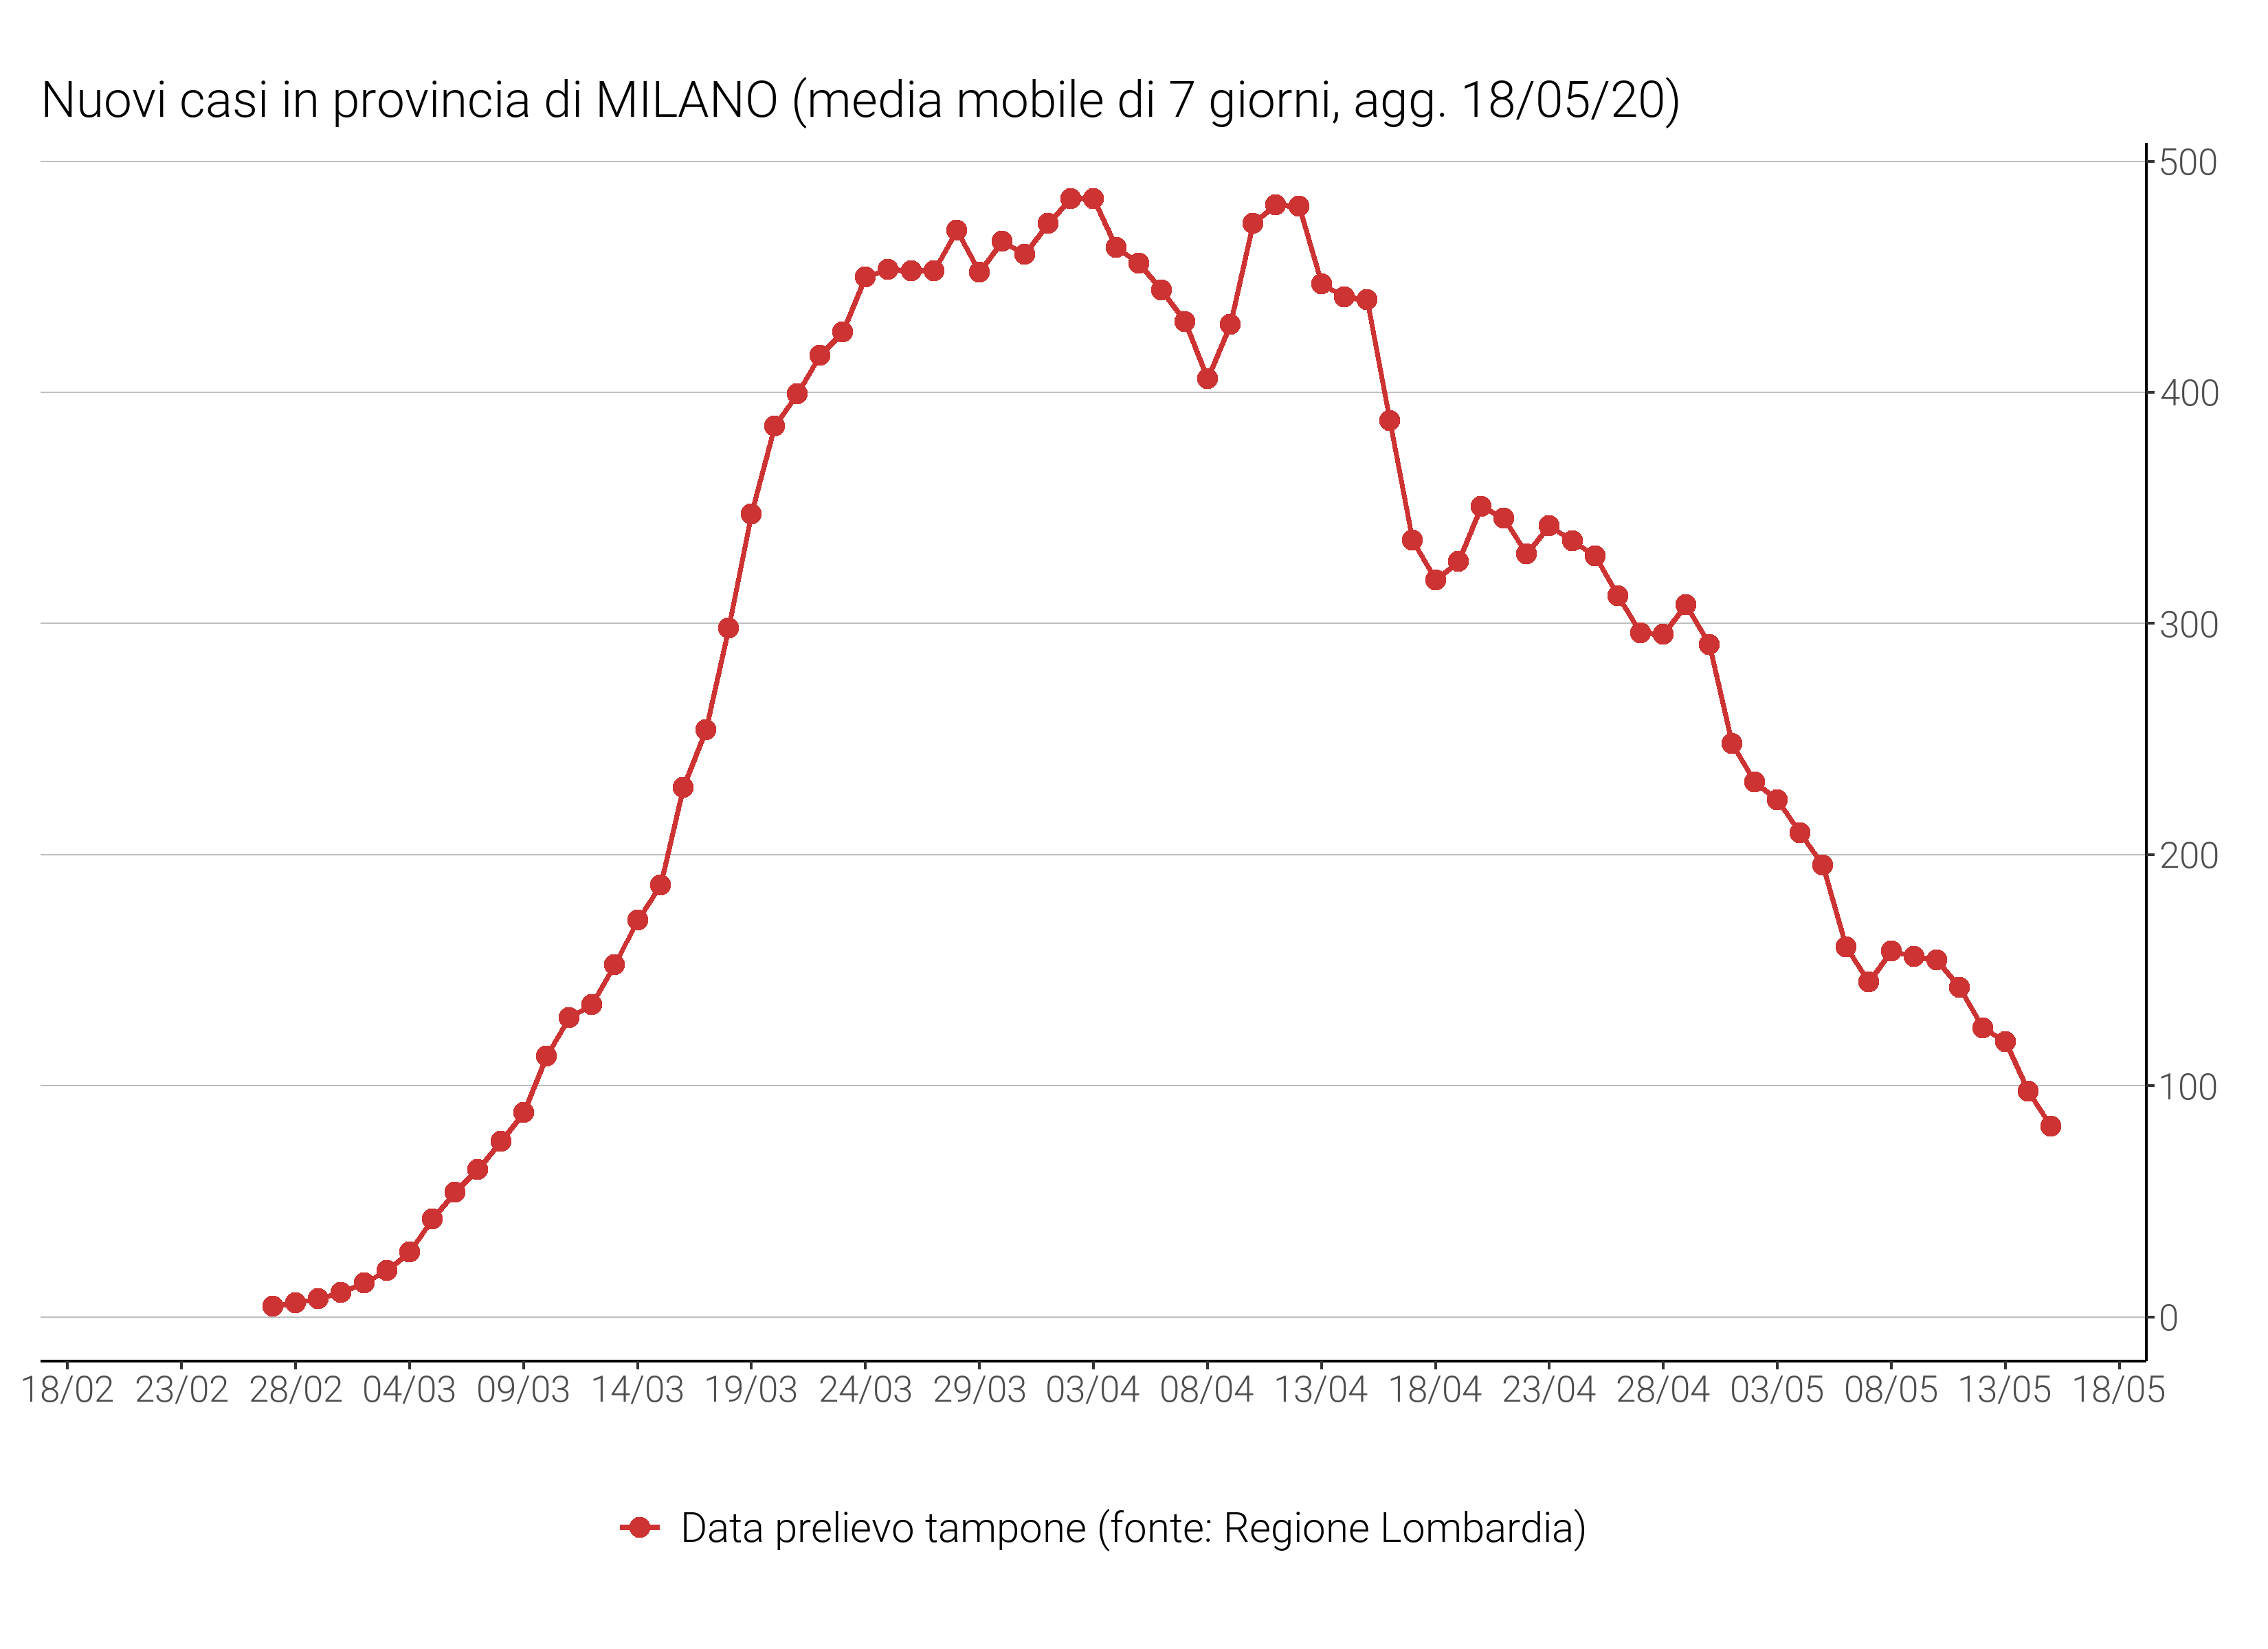 Nuovi casi in provincia di MILANO (media mobile di 7 giorni, agg. 18/05/20)
500
400
300
200
100
0
18/02 23/02 28/02 04/03 09/03 14/03 19/03 24/03 29/03 03/04 08/04 13/04 18/04 23/04 28/04 03/05 08/05 13/05 18/05
Data prelievo tampone (fonte: Regione Lombardia)